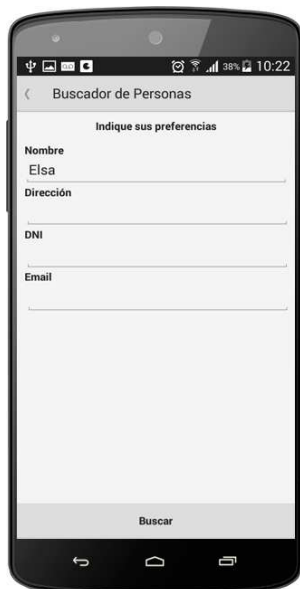 38% 10:22
Buscador de Personas
Indique sus preferencias
Nombre
Elsa
Dirección
DNI
Email
Buscar